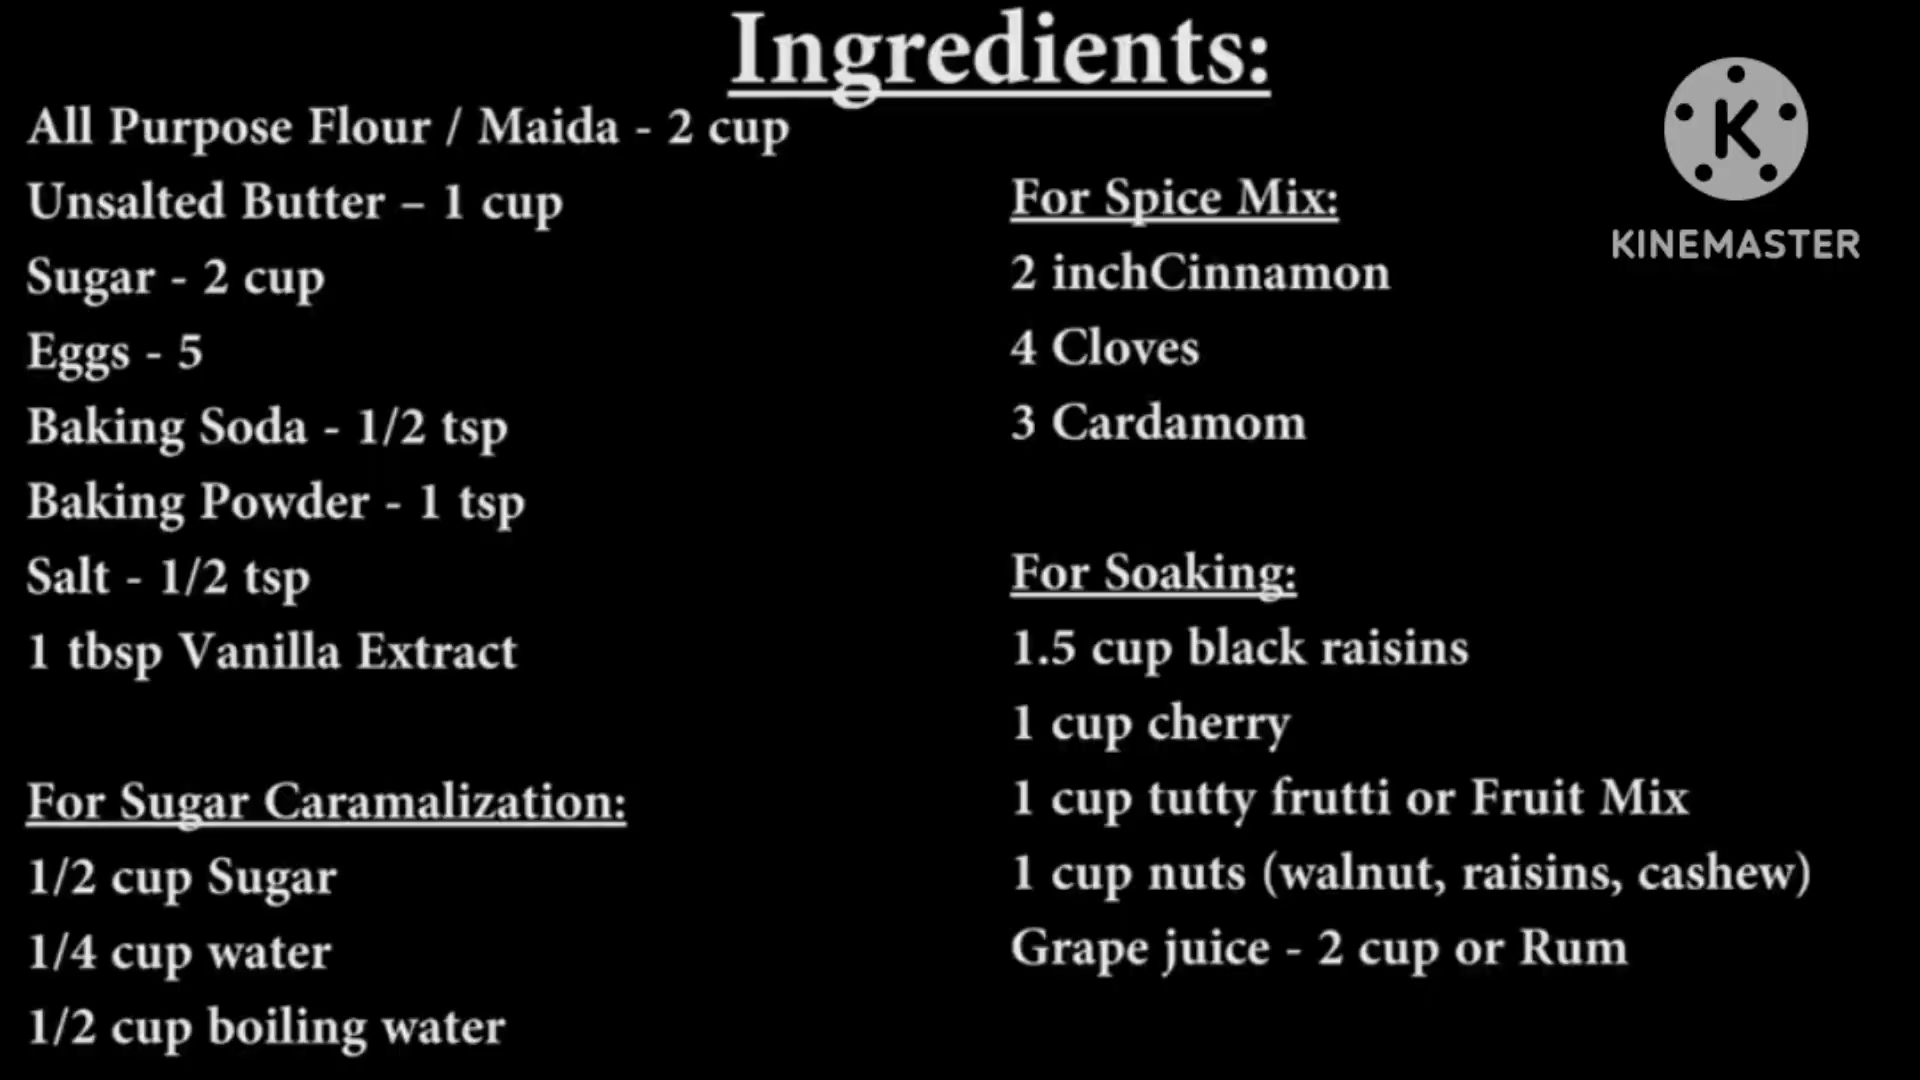 Ingredients:
All Purpose Flour / Maida - 2 cup
Unsalted Butter – 1 cup
Sugar - 2 cup
Eggs - 5
Baking Soda - 1/2 tsp
Baking Powder - 1 tsp
Salt - 1/2 tsp
1 tbsp Vanilla Extract
For Sugar Caramalization:
1/2 cup Sugar
1/4 cup water
1/2 cup boiling water
For Spice Mix:
2 inchCinnamon
4 Cloves
3 Cardamom
For Soaking:
1.5 cup black raisins
1 cup cherry
1 cup tutty frutti or Fruit Mix
1 cup nuts (walnut, raisins, cashew)
Grape juice - 2 cup or Rum
K
KINEMASTER